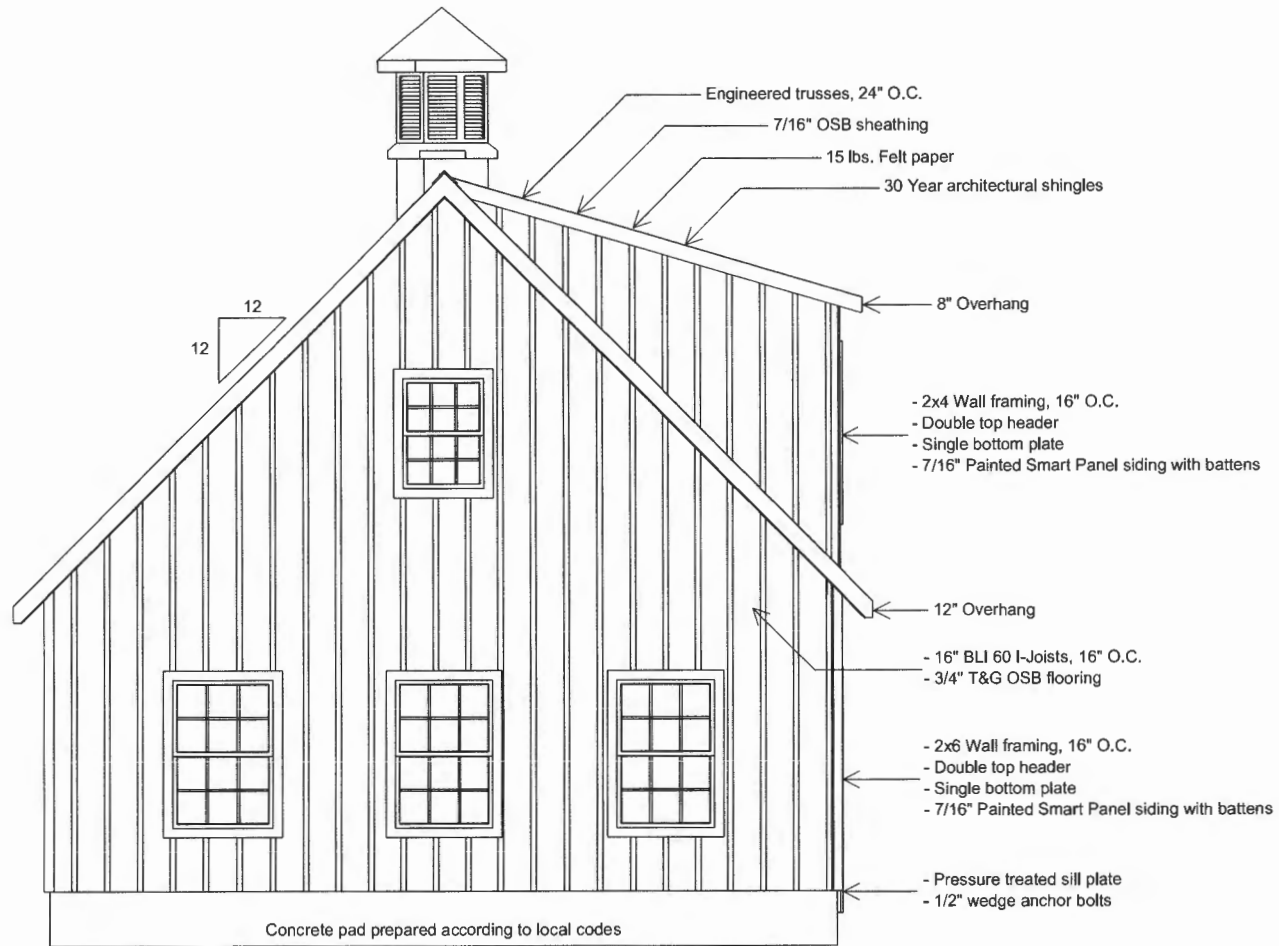 Engineered trusses, 24" O.C.
7/16" OSB sheathing
15 lbs. Felt paper
30 Year architectural shingles
8" Overhang
12
12
- 2x4 Wall framing, 16" O.C.
- Double top header
- Single bottom plate
- 7/16" Painted Smart Panel siding with battens
12" Overhang
- 16" BLI 60 I-Joists, 16" O.C.
- 3/4" T&G OSB flooring
- 2x6 Wall framing, 16" O.C.
- Double top header
- Single bottom plate
- 7/16" Painted Smart Panel siding with battens
- Pressure treated sill plate
- 1/2" wedge anchor bolts
Concrete pad prepared according to local codes